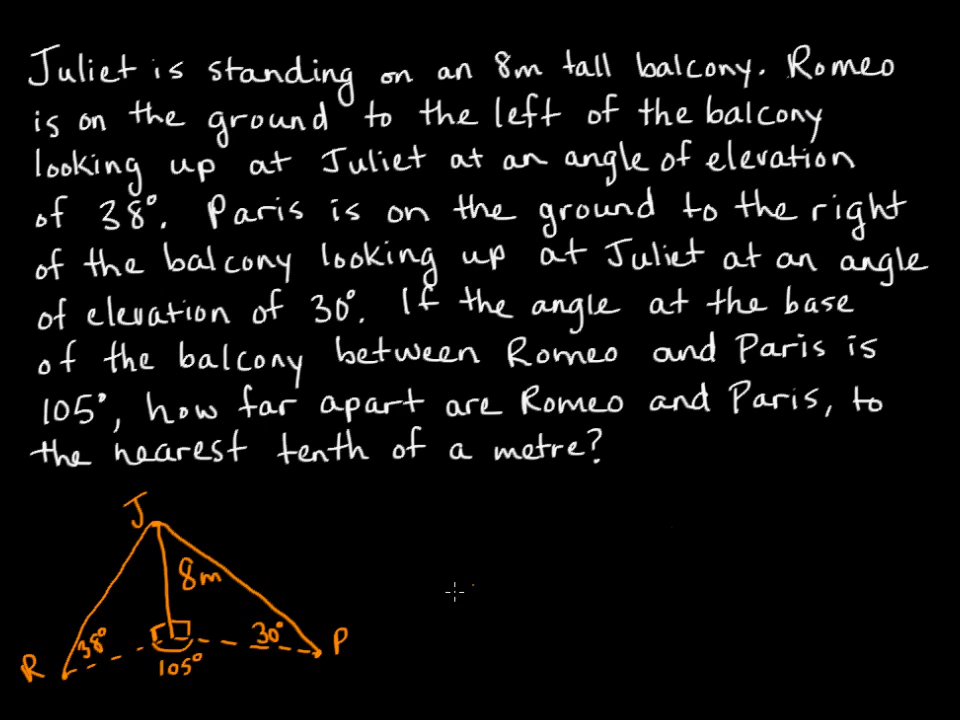 Juliet is standing on an 8m tall balcony. Romeo
is on the ground to the left of the balcony
looking up at Juliet at an angle of elevation
of 38°. Paris is on the ground to the right
of the balcony looking up at Juliet at an angle
of elevation of 30°. If the angle at the base
of the balcony between Romeo and Paris is
105°, how far apart are Romeo and Paris, to
the nearest tenth of a metre?
J
8m
38° 30° P
R 105°